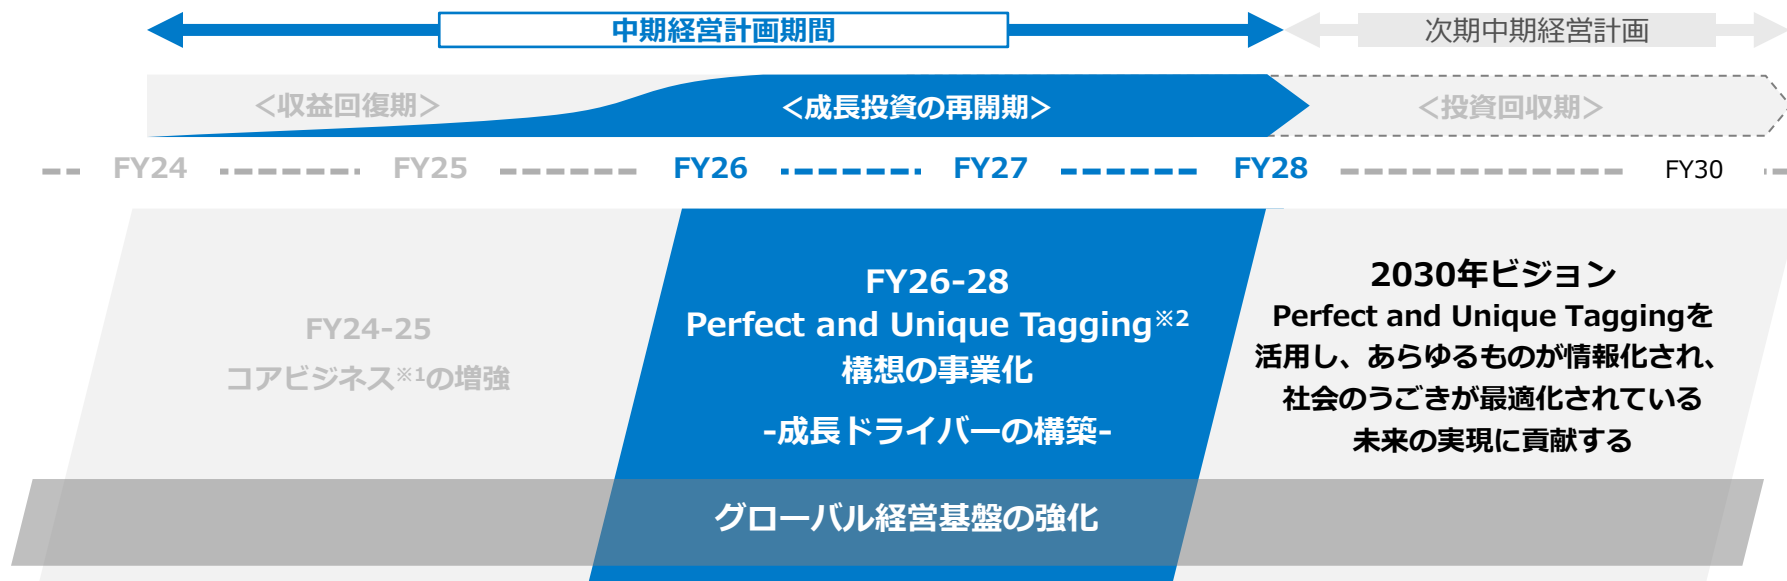 中期経営計画期間
次期中期経営計画
＜収益回復期＞
＜成長投資の再開期＞
＜投資回収期＞
FY24
FY25
FY26
FY27
FY28
FY30
FY24-25
コアビジネス※1の増強
FY26-28
Perfect and Unique Tagging※2
構想の事業化
-成長ドライバーの構築-
2030年ビジョン
Perfect and Unique Taggingを
活用し、あらゆるものが情報化され、
社会のうごきが最適化されている
未来の実現に貢献する
グローバル経営基盤の強化